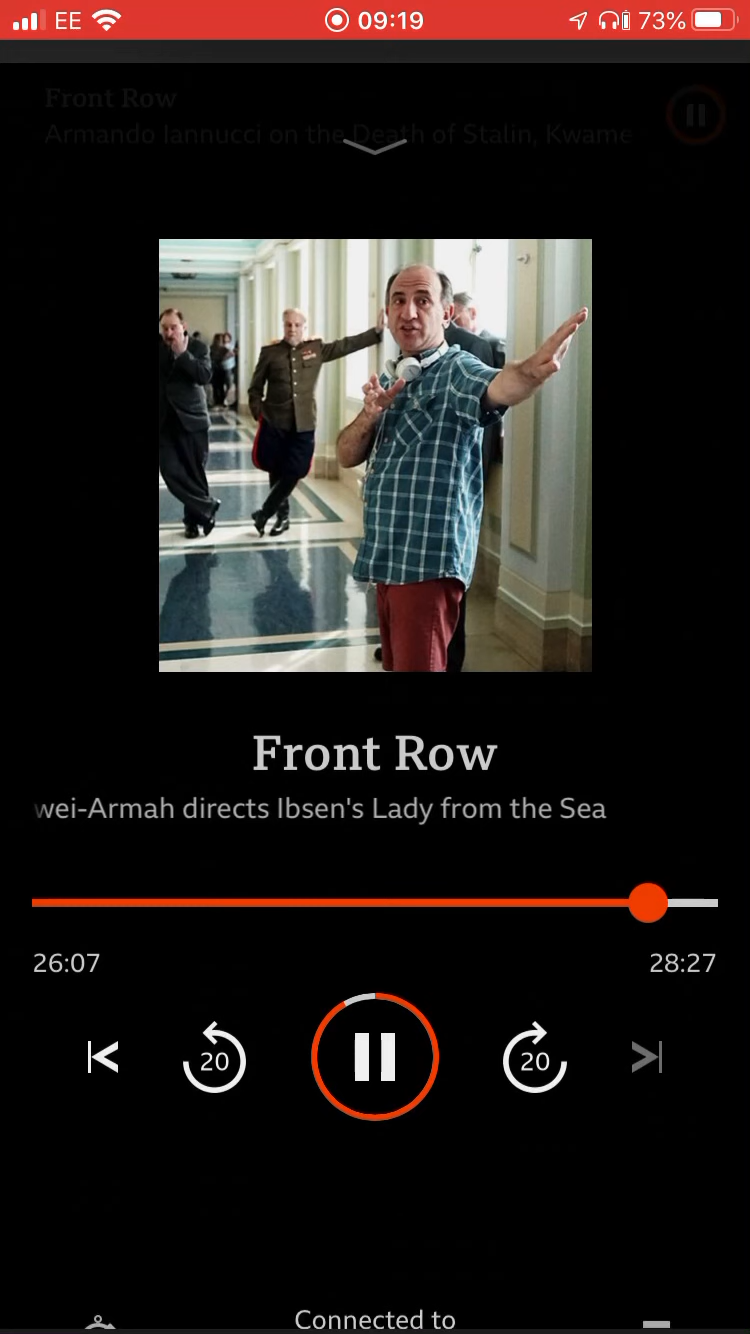 EE 09:19 73%
Front Row
Armando Iannucci on the Death of Stalin, Kwame
Front Row
wei-Armah directs Ibsen's Lady from the Sea
26:07 28:27
20 20
Connected to